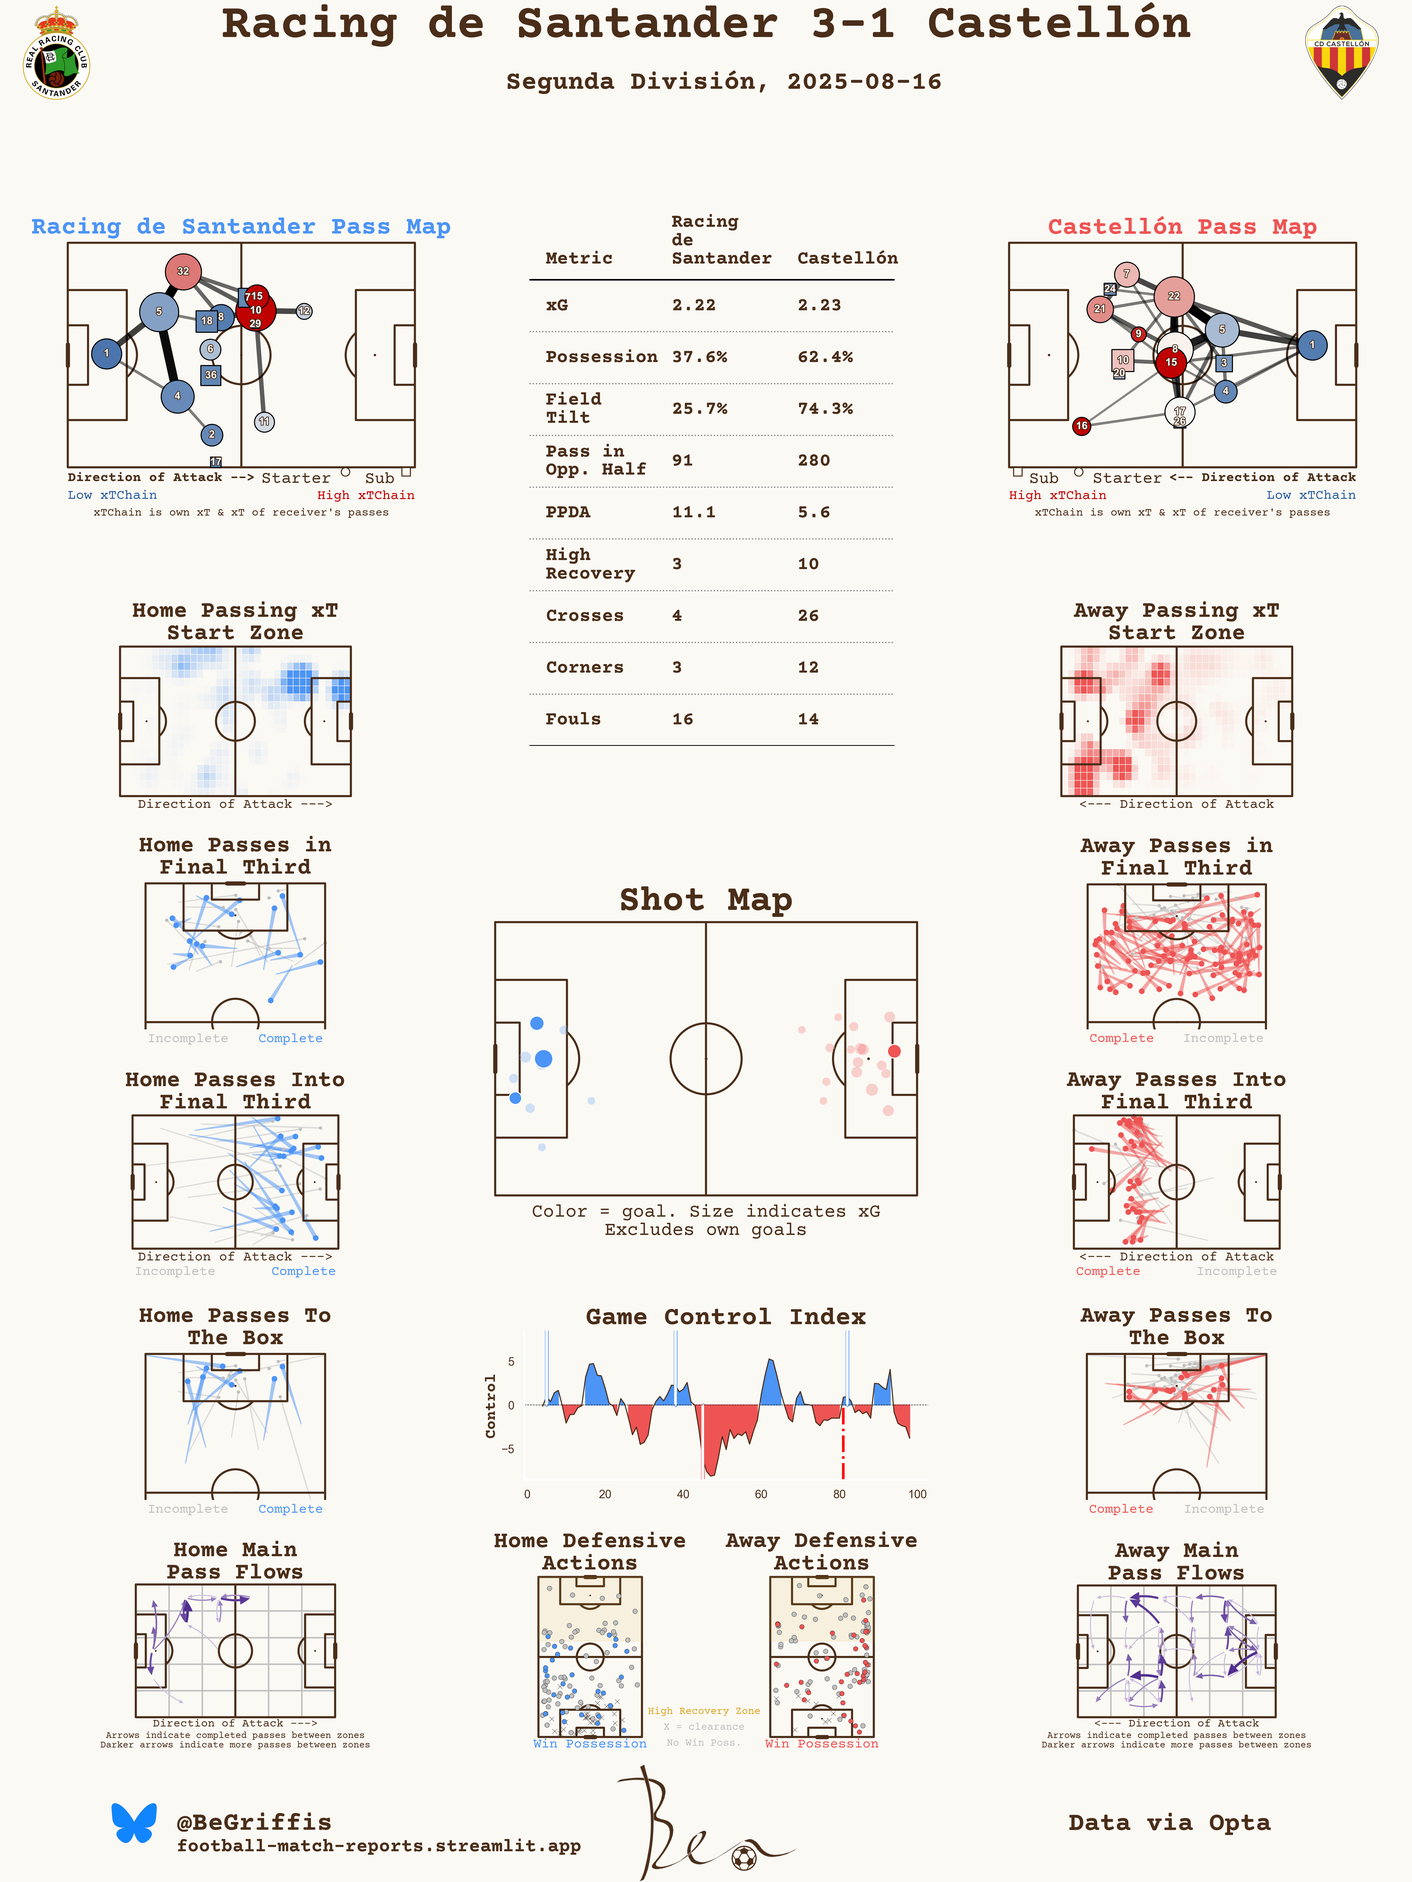 Racing de Santander 3-1 Castellón
Segunda División, 2025-08-16
REAL RACING CLUB
SANTANDER
CD CASTELLÓN
Racing de Santander Pass Map
32
5
1
4
2
17
18
8
6
36
7
15
10
29
12
11
Direction of Attack -->
Starter
Sub
Low xTChain
High xTChain
xTChain is own xT & xT of receiver's passes
Racing
de
Metric
Santander
Castellón
xG
2.22
2.23
Possession
37.6%
62.4%
Field
Tilt
25.7%
74.3%
Pass in
Opp. Half
91
280
PPDA
11.1
5.6
High
Recovery
3
10
Crosses
4
26
Corners
3
12
Fouls
16
14
Castellón Pass Map
7
24
21
22
9
5
8
1
10
20
15
3
4
17
26
16
Sub
Starter
<-- Direction of Attack
High xTChain
Low xTChain
xTChain is own xT & xT of receiver's passes
Home Passing xT
Start Zone
Direction of Attack --->
Away Passing xT
Start Zone
<--- Direction of Attack
Home Passes in
Final Third
Incomplete
Complete
Away Passes in
Final Third
Complete
Incomplete
Shot Map
Color = goal. Size indicates xG
Excludes own goals
Home Passes Into
Final Third
Direction of Attack --->
Incomplete
Complete
Away Passes Into
Final Third
<--- Direction of Attack
Complete
Incomplete
Home Passes To
The Box
Incomplete
Complete
Game Control Index
Control
5
0
−5
0
20
40
60
80
100
Away Passes To
The Box
Complete
Incomplete
Home Main
Pass Flows
Direction of Attack --->
Arrows indicate completed passes between zones
Darker arrows indicate more passes between zones
Home Defensive
Actions
Win Possession
Away Defensive
Actions
Win Possession
High Recovery Zone
X = clearance
No Win Poss.
Away Main
Pass Flows
<--- Direction of Attack
Arrows indicate completed passes between zones
Darker arrows indicate more passes between zones
@BeGriffis
football-match-reports.streamlit.app
Ben
Data via Opta